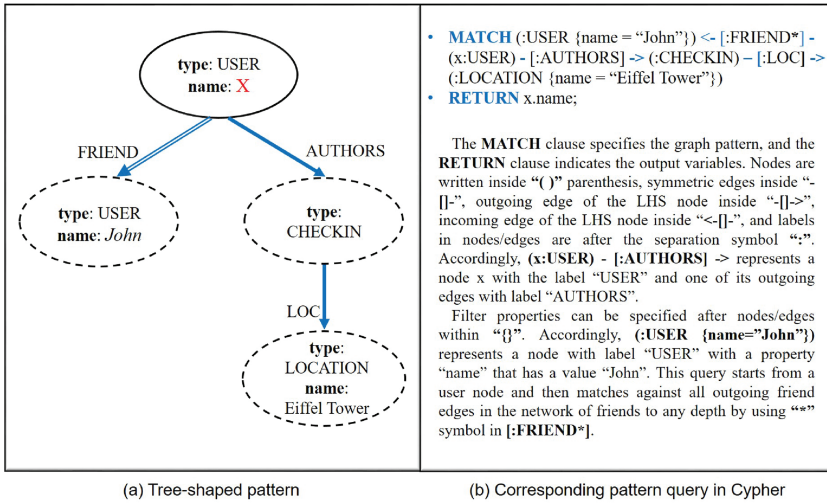 type: USER
name: X
FRIEND
AUTHORS
type: USER
name: John
type:
CHECKIN
LOC
type:
LOCATION
name:
Eiffel Tower
(a) Tree-shaped pattern
• MATCH (:USER {name = “John”}) <- [:FRIEND*] -
(x:USER) - [:AUTHORS] -> (:CHECKIN) – [:LOC] ->
(:LOCATION {name = “Eiffel Tower”})
• RETURN x.name;
The MATCH clause specifies the graph pattern, and the
RETURN clause indicates the output variables. Nodes are
written inside “( )” parenthesis, symmetric edges inside “-
[]-”, outgoing edge of the LHS node inside “-[]->”,
incoming edge of the LHS node inside “<-[]-”, and labels
in nodes/edges are after the separation symbol “:”.
Accordingly, (x:USER) - [:AUTHORS] -> represents a
node x with the label “USER” and one of its outgoing
edges with label “AUTHORS”.
Filter properties can be specified after nodes/edges
within “{}”. Accordingly, (:USER {name=”John”})
represents a node with label “USER” with a property
“name” that has a value “John”. This query starts from a
user node and then matches against all outgoing friend
edges in the network of friends to any depth by using “*”
symbol in [:FRIEND*].
(b) Corresponding pattern query in Cypher